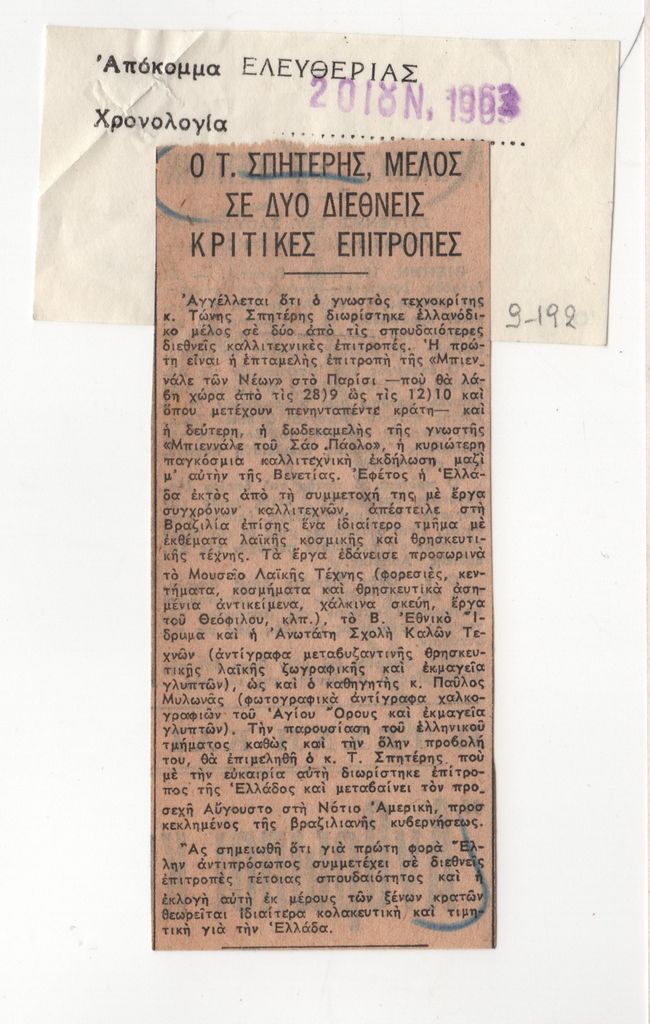 Ἀπόκομμα ΕΛΕΥΘΕΡΙΑΣ
20 ΙΟΥΝ. 1963
Χρονολογία ..............................
Ο Τ. ΣΠΗΤΕΡΗΣ, ΜΕΛΟΣ
ΣΕ ΔΥΟ ΔΙΕΘΝΕΙΣ
ΚΡΙΤΙΚΕΣ ΕΠΙΤΡΟΠΕΣ
9-192
Ἀγγέλλεται ὅτι ὁ γνωστὸς τεχνοκρίτης
κ. Τώνης Σπητέρης διωρίστηκε ἑλλανόδι-
κο μέλος σὲ δύο ἀπὸ τὶς σπουδαιότερες
διεθνεῖς καλλιτεχνικὲς ἐπιτροπές. Ἡ πρώ-
τη εἶναι ἡ ἑπταμελὴς ἐπιτροπὴ τῆς «Μπιεν_
νάλε τῶν Νέων» στὸ Παρίσι —ποὺ θὰ λά-
βη χώρα ἀπὸ τὶς 28)9 ὣς τὶς 12)10 καὶ
ὅπου μετέχουν πενηνταπέντε κράτη— καὶ
ἡ δεύτερη, ἡ δωδεκαμελὴς τῆς γνωστῆς
«Μπιεννάλε τοῦ Σάο Πάολο», ἡ κυριώτερη
παγκόσμια καλλιτεχνικὴ ἐκδήλωση μαζὶ
μ' αὐτὴν τῆς Βενετίας. Ἐφέτος ἡ Ἑλλά-
δα ἐκτὸς ἀπὸ τὴ συμμετοχή της μὲ ἔργα
συγχρόνων καλλιτεχνῶν, ἀπέστειλε στὴ
Βραζιλία ἐπίσης ἕνα ἰδιαίτερο τμῆμα μὲ
ἐκθέματα λαϊκῆς κοσμικῆς καὶ θρησκευτι-
κῆς τέχνης. Τὰ ἔργα ἐδάνεισε προσωρινὰ
τὸ Μουσεῖο Λαϊκῆς Τέχνης (φορεσιές, κεν-
τήματα, κοσμήματα καὶ θρησκευτικὰ ἀση-
μένια ἀντικείμενα, χάλκινα σκεύη, ἔργα
τοῦ Θεόφιλου, κλπ.), τὸ Β. Ἐθνικὸ Ἵ-
δρυμα καὶ ἡ Ἀνωτάτη Σχολὴ Καλῶν Τε-
χνῶν (ἀντίγραφα μεταβυζαντινῆς θρησκευ-
τικῆς λαϊκῆς ζωγραφικῆς καὶ ἐκμαγεῖα
γλυπτῶν), ὡς καὶ ὁ καθηγητὴς κ. Παῦλος
Μυλωνᾶς (φωτογραφικὰ ἀντίγραφα χαλκο-
γραφιῶν τοῦ Ἁγίου Ὄρους καὶ ἐκμαγεῖα
γλυπτῶν). Τὴν παρουσίαση τοῦ ἑλληνικοῦ
τμήματος καθὼς καὶ τὴν ὅλην προβολή
του, θὰ ἐπιμεληθῆ ὁ κ. Τ. Σπητέρης ποὺ
μὲ τὴν εὐκαιρία αὐτὴ διωρίστηκε ἐπίτρο-
πος τῆς Ἑλλάδος καὶ μεταβαίνει τὸν προ_
σεχῆ Αὔγουστο στὴ Νότιο Ἀμερική, προσ
κεκλημένος τῆς βραζιλιανῆς κυβερνήσεως.
Ἂς σημειωθῆ ὅτι γιὰ πρώτη φορὰ Ἕλ-
λην ἀντιπρόσωπος συμμετέχει σὲ διεθνεῖς
ἐπιτροπὲς τέτοιας σπουδαιότητος καὶ ἡ
ἐκλογὴ αὐτὴ ἐκ μέρους τῶν ξένων κρατῶν
θεωρεῖται ἰδιαίτερα κολακευτικὴ καὶ τιμη-
τικὴ γιὰ τὴν Ἑλλάδα.